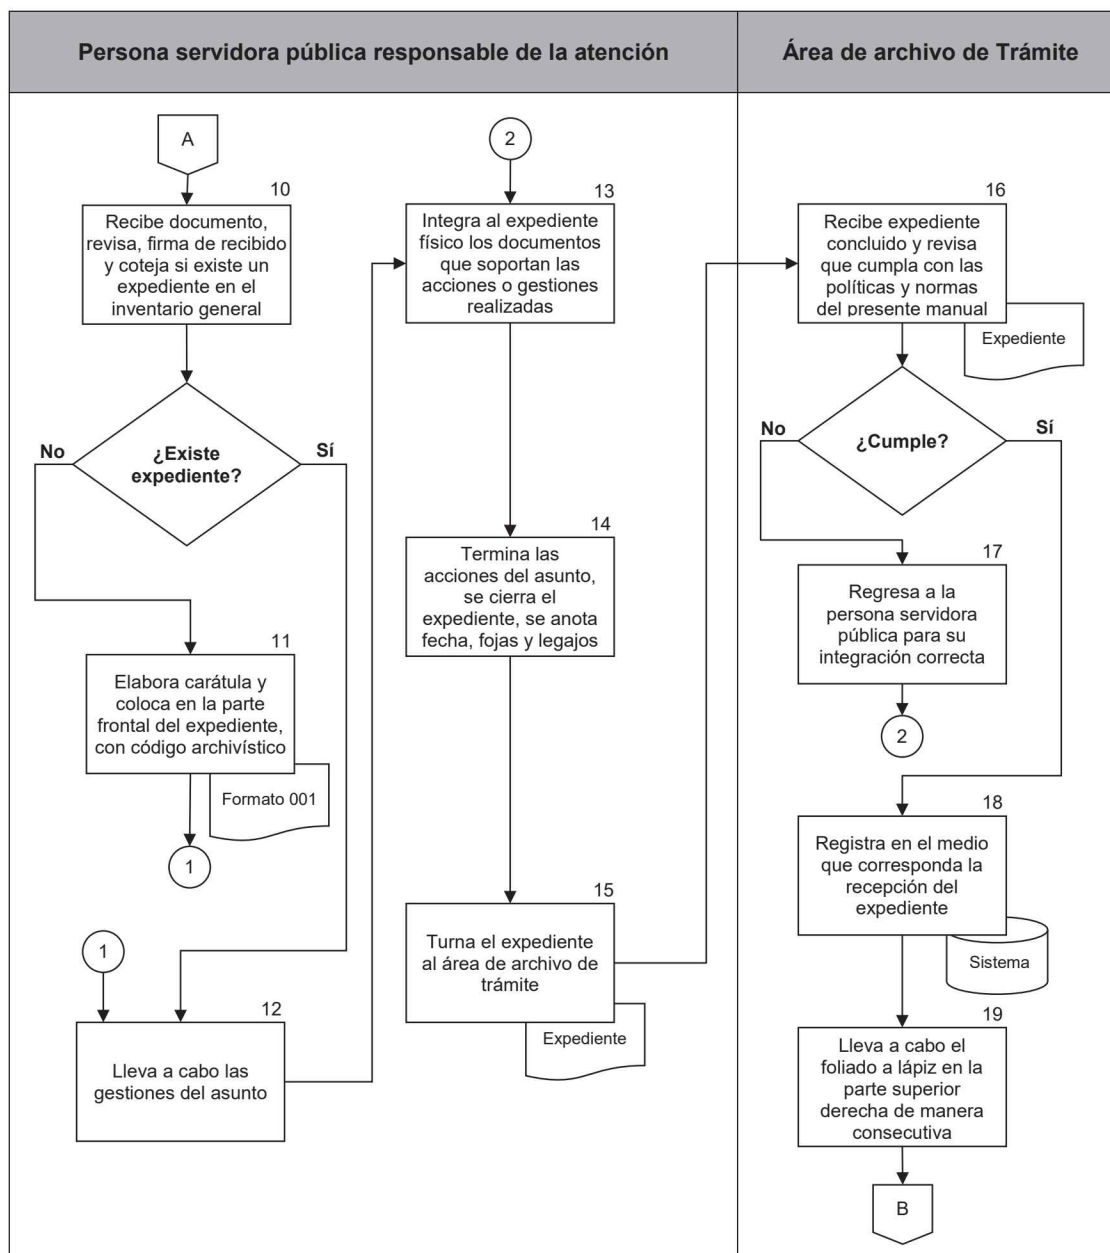 Persona servidora pública responsable de la atención
Área de archivo de Trámite
A
10
Recibe documento,
revisa, firma de recibido
y coteja si existe un
expediente en el
inventario general
No
¿Existe
expediente?
Sí
11
Elabora carátula y
coloca en la parte
frontal del expediente,
con código archivístico
Formato 001
1
1
12
Lleva a cabo las
gestiones del asunto
2
13
Integra al expediente
físico los documentos
que soportan las
acciones o gestiones
realizadas
14
Termina las
acciones del asunto,
se cierra el
expediente, se anota
fecha, fojas y legajos
15
Turna el expediente
al área de archivo de
trámite
Expediente
16
Recibe expediente
concluido y revisa
que cumpla con las
políticas y normas
del presente manual
Expediente
No
¿Cumple?
Sí
17
Regresa a la
persona servidora
pública para su
integración correcta
2
18
Registra en el medio
que corresponda la
recepción del
expediente
Sistema
19
Lleva a cabo el
foliado a lápiz en la
parte superior
derecha de manera
consecutiva
B